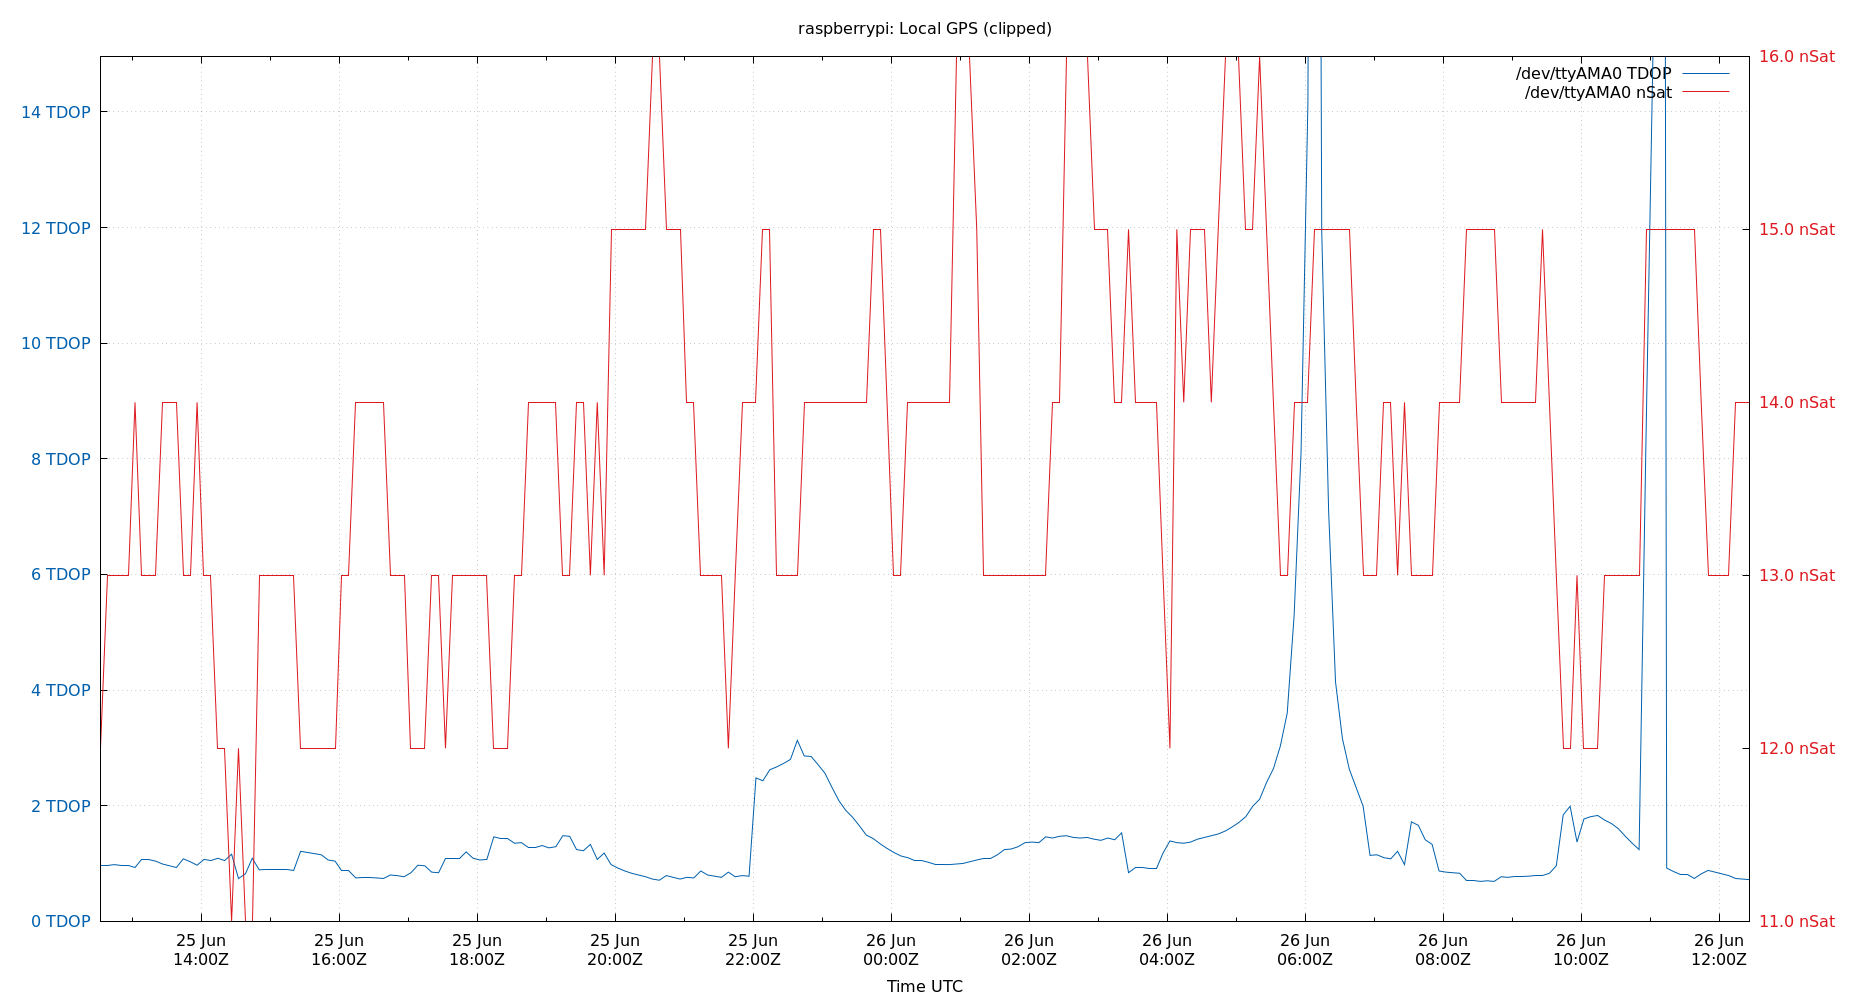 raspberrypi: Local GPS (clipped)
16.0 nSat
/dev/ttyAMA0 TDOP
/dev/ttyAMA0 nSat
14 TDOP
12 TDOP
15.0 nSat
10 TDOP
14.0 nSat
8 TDOP
6 TDOP
13.0 nSat
4 TDOP
12.0 nSat
2 TDOP
0 TDOP
11.0 nSat
25 Jun 25 Jun 25 Jun 25 Jun 25 Jun 26 Jun 26 Jun 26 Jun 26 Jun 26 Jun 26 Jun 26 Jun
14:00Z 16:00Z 18:00Z 20:00Z 22:00Z 00:00Z 02:00Z 04:00Z 06:00Z 08:00Z 10:00Z 12:00Z
Time UTC